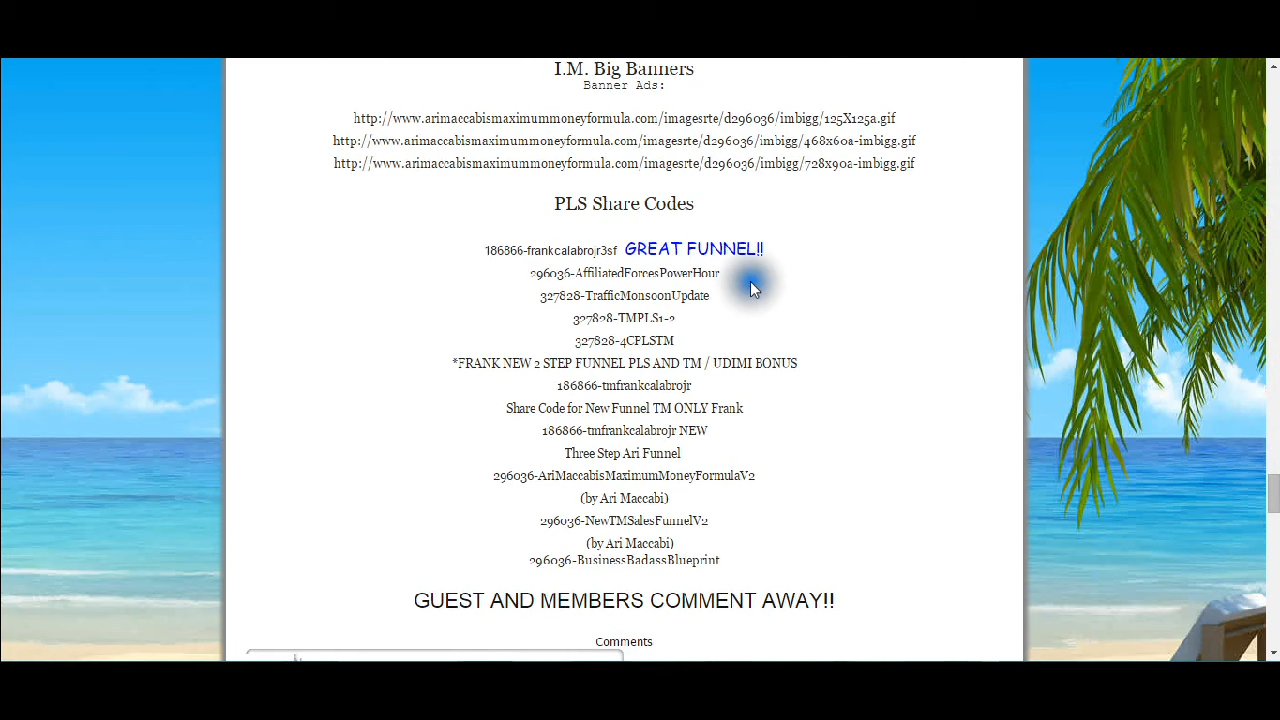 I.M. Big Banners
Banner Ads:
http://www.arimaccabismaximummoneyformula.com/imagesrte/d296036/imbigg/125X125a.gif
http://www.arimaccabismaximummoneyformula.com/imagesrte/d296036/imbigg/468x60a-imbigg.gif
http://www.arimaccabismaximummoneyformula.com/imagesrte/d296036/imbigg/728x90a-imbigg.gif
PLS Share Codes
186866-frankcalabrojr3sf GREAT FUNNEL!!
296036-AffiliatedForcesPowerHour
327828-TrafficMonsoonUpdate
327828-TMPLS1-2
327828-4CPLSTM
*FRANK NEW 2 STEP FUNNEL PLS AND TM / UDIMI BONUS
186866-tmfrankcalabrojr
Share Code for New Funnel TM ONLY Frank
186866-tmfrankcalabrojr NEW
Three Step Ari Funnel
296036-AriMaccabisMaximumMoneyFormulaV2
(by Ari Maccabi)
296036-NewTMSalesFunnelV2
(by Ari Maccabi)
296036-BusinessBadassBlueprint
GUEST AND MEMBERS COMMENT AWAY!!
Comments